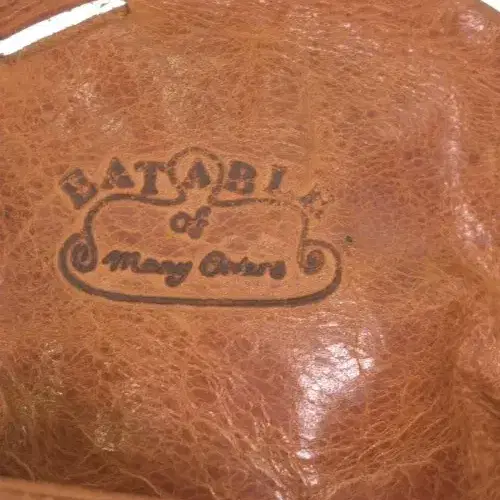 EATABLE
of
Many Orders